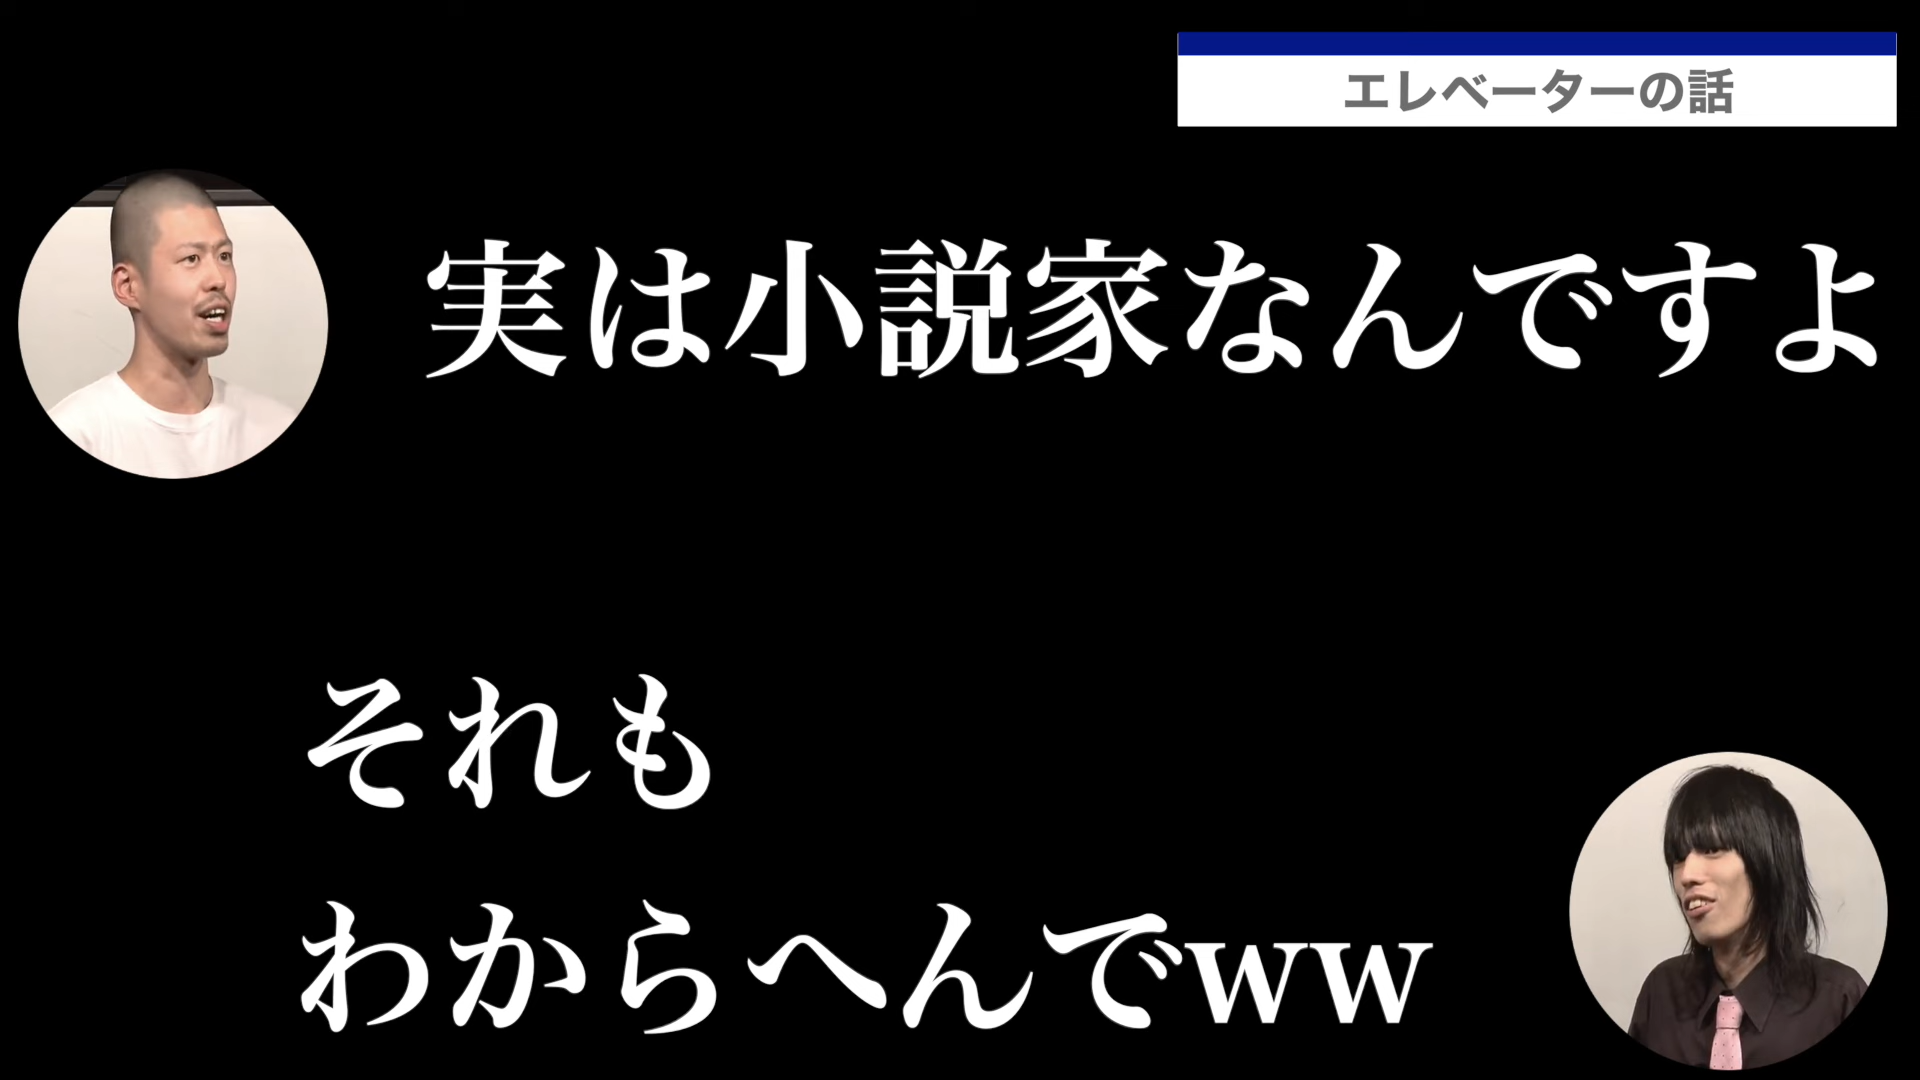 エレベーターの話
実は小説家なんですよ
それも
わからへんでww